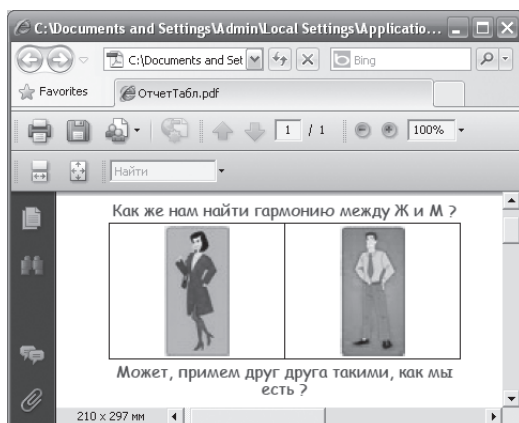 C:\Documents and Settings\Admin\Local Settings\Applicatio...
C:\Documents and Set
Bing
Favorites
ОтчетТабл.pdf
1 / 1
100%
Найти
Как же нам найти гармонию между Ж и М ?
Может, примем друг друга такими, как мы
есть ?
210 x 297 мм